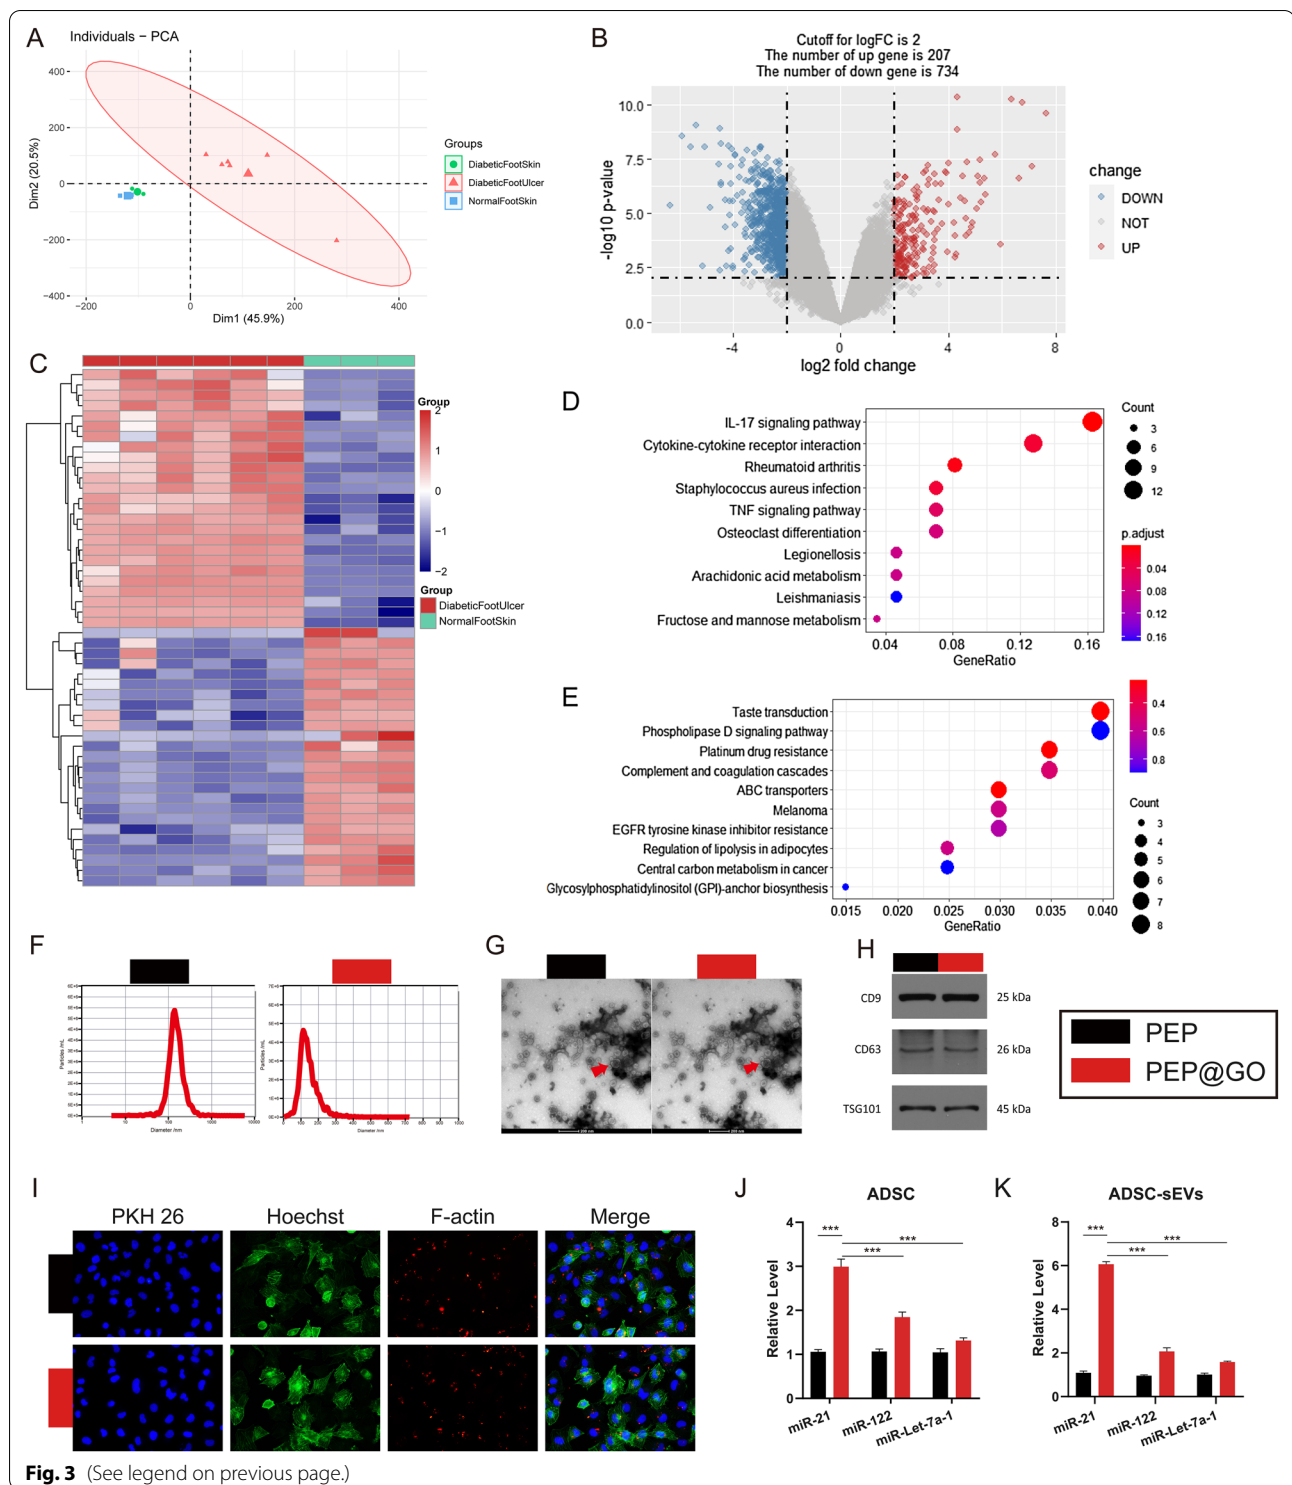 A
Individuals − PCA
400
200
0
−200
−400
−200
0
200
400
Dim2 (20.5%)
Dim1 (45.9%)
Groups
DiabeticFootSkin
DiabeticFootUlcer
NormalFootSkin
B
Cutoff for logFC is 2
The number of up gene is 207
The number of down gene is 734
10.0
7.5
5.0
2.5
0.0
-4
0
4
8
-log10 p-value
log2 fold change
change
DOWN
NOT
UP
C
Group
2
1
0
−1
−2
Group
DiabeticFootUlcer
NormalFootSkin
D
IL-17 signaling pathway
Cytokine-cytokine receptor interaction
Rheumatoid arthritis
Staphylococcus aureus infection
TNF signaling pathway
Osteoclast differentiation
Legionellosis
Arachidonic acid metabolism
Leishmaniasis
Fructose and mannose metabolism
0.04
0.08
0.12
0.16
GeneRatio
Count
3
6
9
12
p.adjust
0.04
0.08
0.12
0.16
E
Taste transduction
Phospholipase D signaling pathway
Platinum drug resistance
Complement and coagulation cascades
ABC transporters
Melanoma
EGFR tyrosine kinase inhibitor resistance
Regulation of lipolysis in adipocytes
Central carbon metabolism in cancer
Glycosylphosphatidylinositol (GPI)-anchor biosynthesis
0.015
0.020
0.025
0.030
0.035
0.040
GeneRatio
0.4
0.6
0.8
Count
3
4
5
6
7
8
F
Particles /mL
Diameter /nm
Particles /mL
Diameter /nm
G
H
CD9
25 kDa
CD63
26 kDa
TSG101
45 kDa
PEP
PEP@GO
I
PKH 26
Hoechst
F-actin
Merge
J
ADSC
4
3
2
1
0
Relative Level
***
***
***
miR-21
miR-122
miR-Let-7a-1
K
ADSC-sEVs
8
6
4
2
0
Relative Level
***
***
***
miR-21
miR-122
miR-Let-7a-1
Fig. 3 (See legend on previous page.)